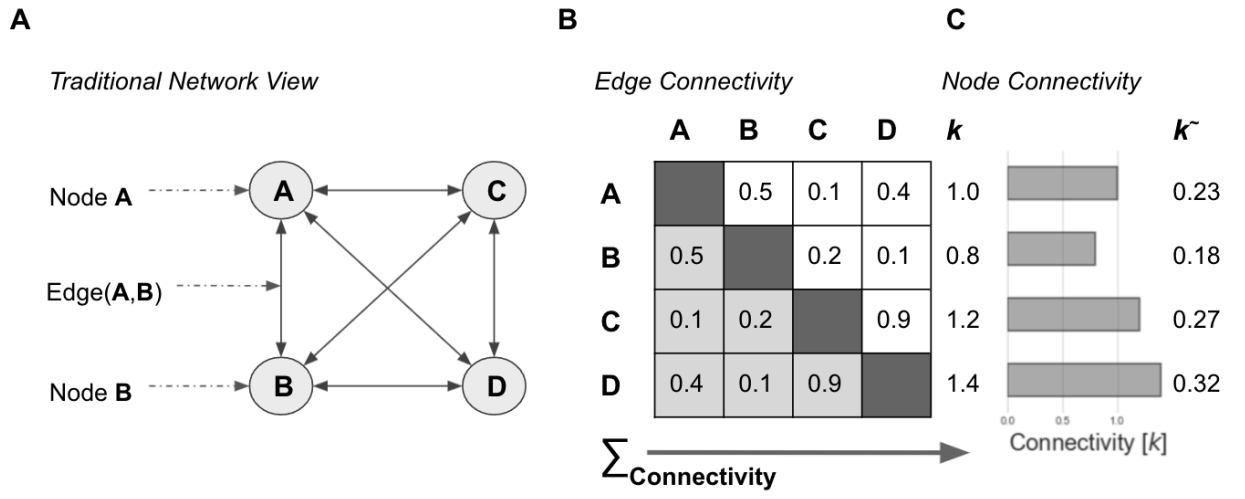 A
B
C
Traditional Network View
Edge Connectivity
Node Connectivity
A B C D
k
k~
Node A
A
C
Edge(A,B)
Node B
B
D
A 0.5 0.1 0.4 1.0 0.23
B 0.5 0.2 0.1 0.8 0.18
C 0.1 0.2 0.9 1.2 0.27
D 0.4 0.1 0.9 1.4 0.32
0.0 0.5 1.0
Connectivity [k]
∑Connectivity